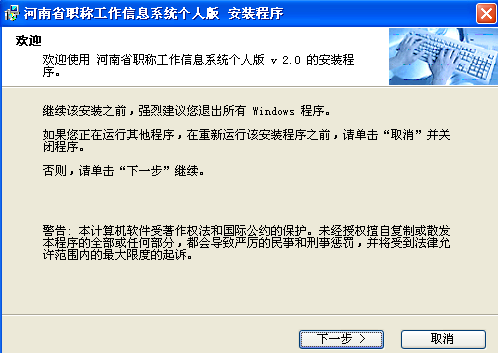 河南省职称工作信息系统个人版 安装程序
欢迎
欢迎使用 河南省职称工作信息系统个人版 v 2.0 的安装程
序。
继续该安装之前,强烈建议您退出所有 Windows 程序。
如果您正在运行其他程序,在重新运行该安装程序之前,请单击“取消”并关
闭程序。
否则,请单击“下一步”继续。
警告: 本计算机软件受著作权法和国际公约的保护。未经授权擅自复制或散发
本程序的全部或任何部分,都会导致严厉的民事和刑事惩罚,并将受到法律允
许范围内的最大限度的起诉。
下一步 >
取消